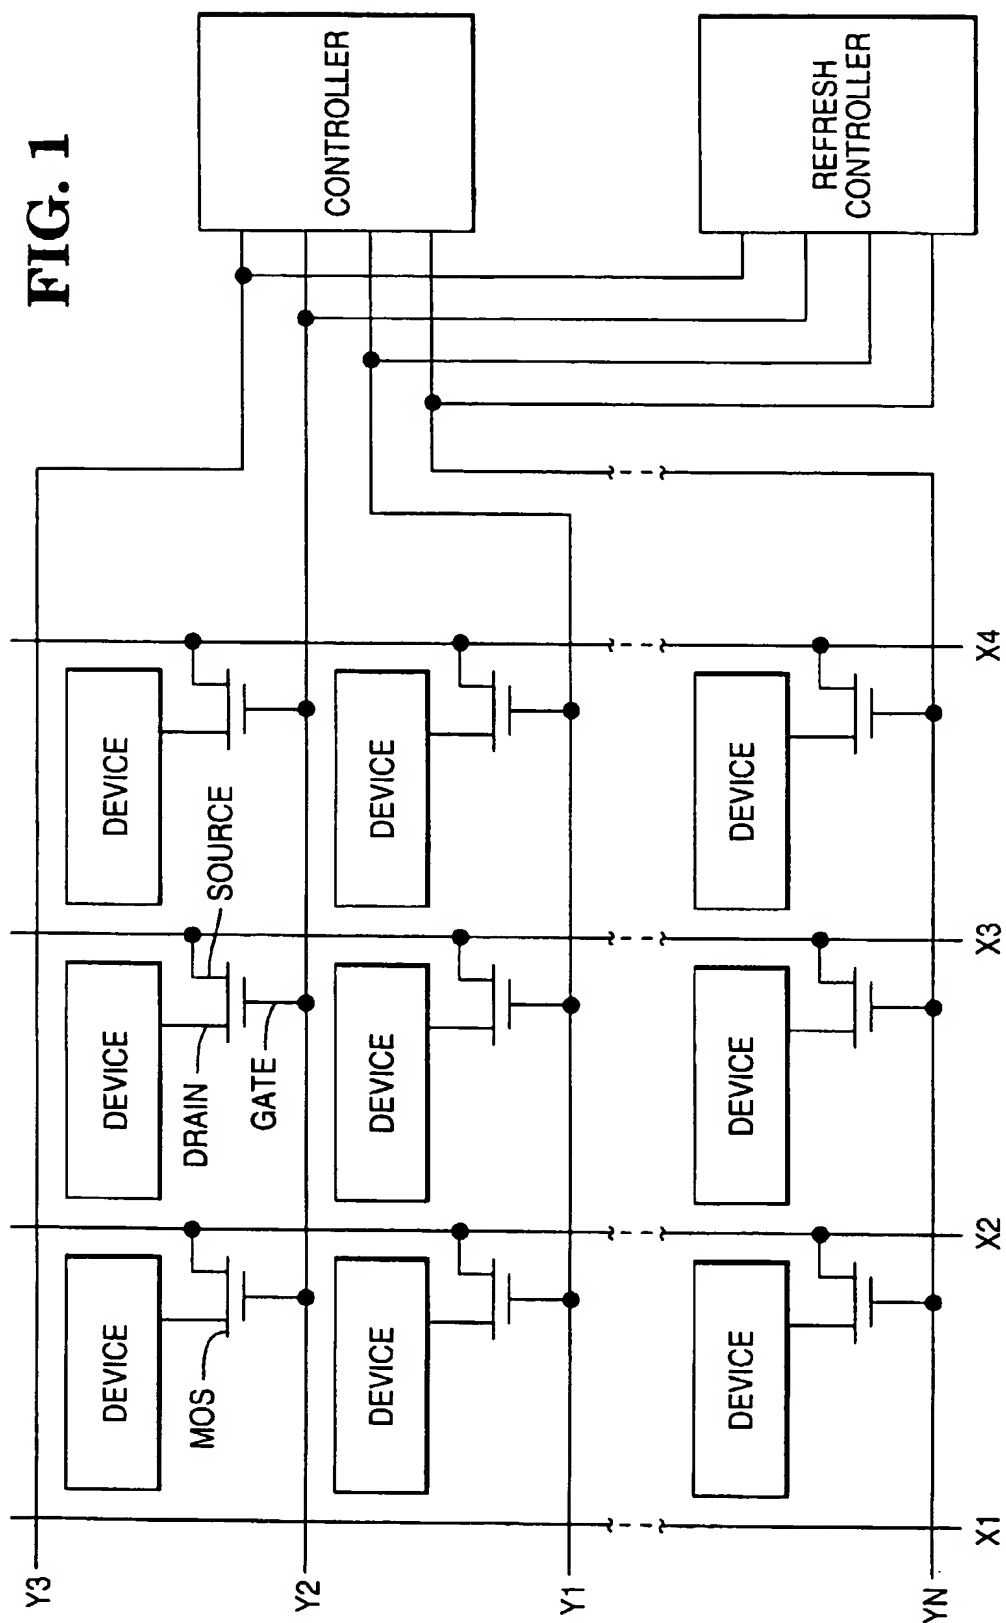 FIG. 1
Y3
Y2
Y1
YN
DEVICE
DEVICE
DEVICE
MOS
DRAIN
SOURCE
GATE
DEVICE
DEVICE
DEVICE
DEVICE
DEVICE
DEVICE
X1
X2
X3
X4
CONTROLLER
REFRESH
CONTROLLER